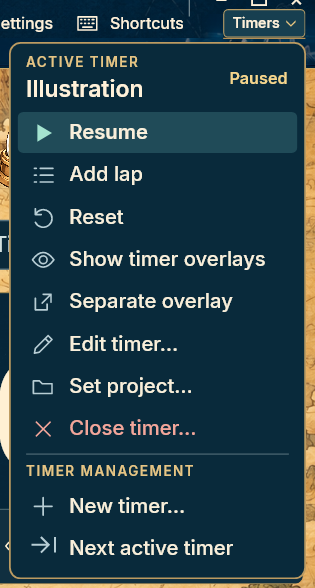 ettings
Shortcuts
Timers
ACTIVE TIMER
Illustration
Paused
Resume
Add lap
Reset
Show timer overlays
Separate overlay
Edit timer...
Set project...
Close timer...
TIMER MANAGEMENT
New timer...
Next active timer